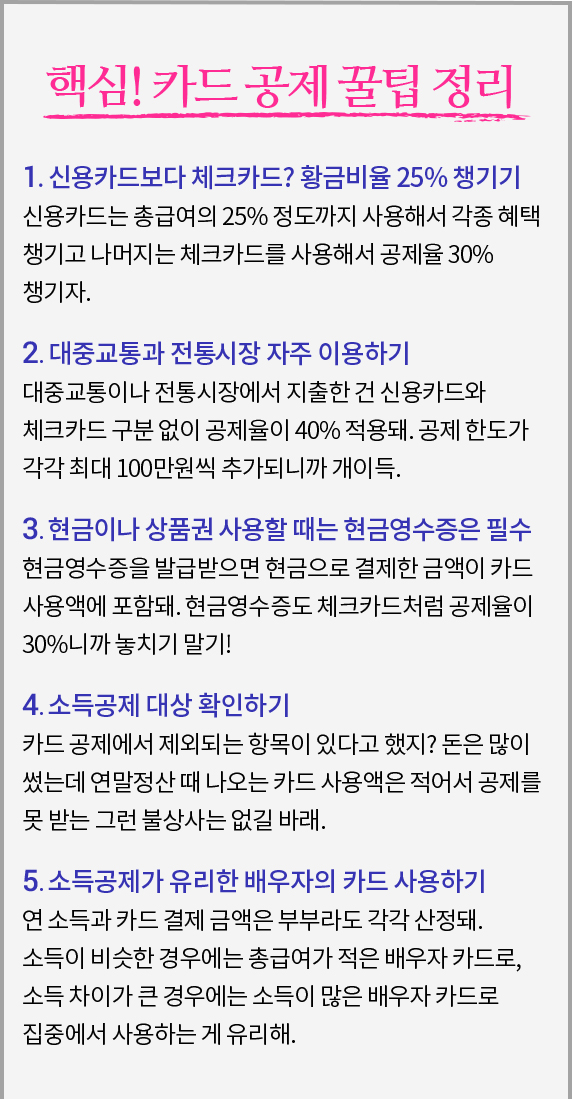 핵심! 카드 공제 꿀팁 정리
1. 신용카드보다 체크카드? 황금비율 25% 챙기기
신용카드는 총급여의 25% 정도까지 사용해서 각종 혜택
챙기고 나머지는 체크카드를 사용해서 공제율 30%
챙기자.
2. 대중교통과 전통시장 자주 이용하기
대중교통이나 전통시장에서 지출한 건 신용카드와
체크카드 구분 없이 공제율이 40% 적용돼. 공제 한도가
각각 최대 100만원씩 추가되니까 개이득.
3. 현금이나 상품권 사용할 때는 현금영수증은 필수
현금영수증을 발급받으면 현금으로 결제한 금액이 카드
사용액에 포함돼. 현금영수증도 체크카드처럼 공제율이
30%니까 놓치기 말기!
4. 소득공제 대상 확인하기
카드 공제에서 제외되는 항목이 있다고 했지? 돈은 많이
썼는데 연말정산 때 나오는 카드 사용액은 적어서 공제를
못 받는 그런 불상사는 없길 바래.
5. 소득공제가 유리한 배우자의 카드 사용하기
연 소득과 카드 결제 금액은 부부라도 각각 산정돼.
소득이 비슷한 경우에는 총급여가 적은 배우자 카드로,
소득 차이가 큰 경우에는 소득이 많은 배우자 카드로
집중에서 사용하는 게 유리해.